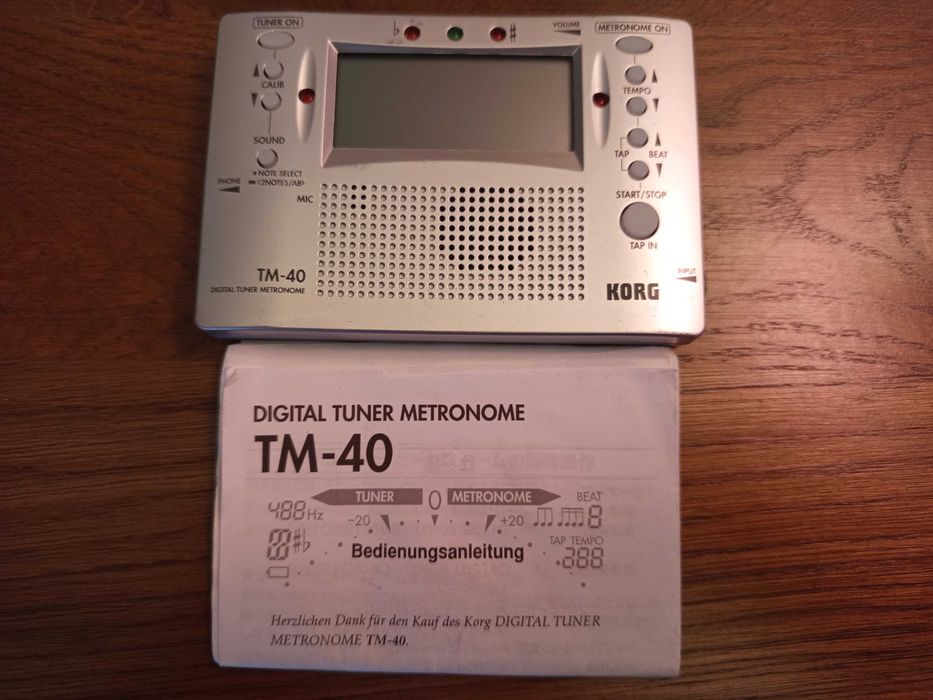 TUNER ON
♭ ♯
VOLUME
METRONOME ON
CALIB
TEMPO
SOUND
TAP BEAT
NOTE SELECT
12NOTES/AB♭
PHONE
MIC
START/STOP
TAP IN
TM-40
DIGITAL TUNER METRONOME
INPUT
KORG
DIGITAL TUNER METRONOME
TM-40
TUNER 0 METRONOME BEAT
488Hz -20 +20 8
♯♭ Bedienungsanleitung TAP TEMPO
288
Herzlichen Dank für den Kauf des Korg DIGITAL TUNER
METRONOME TM-40.